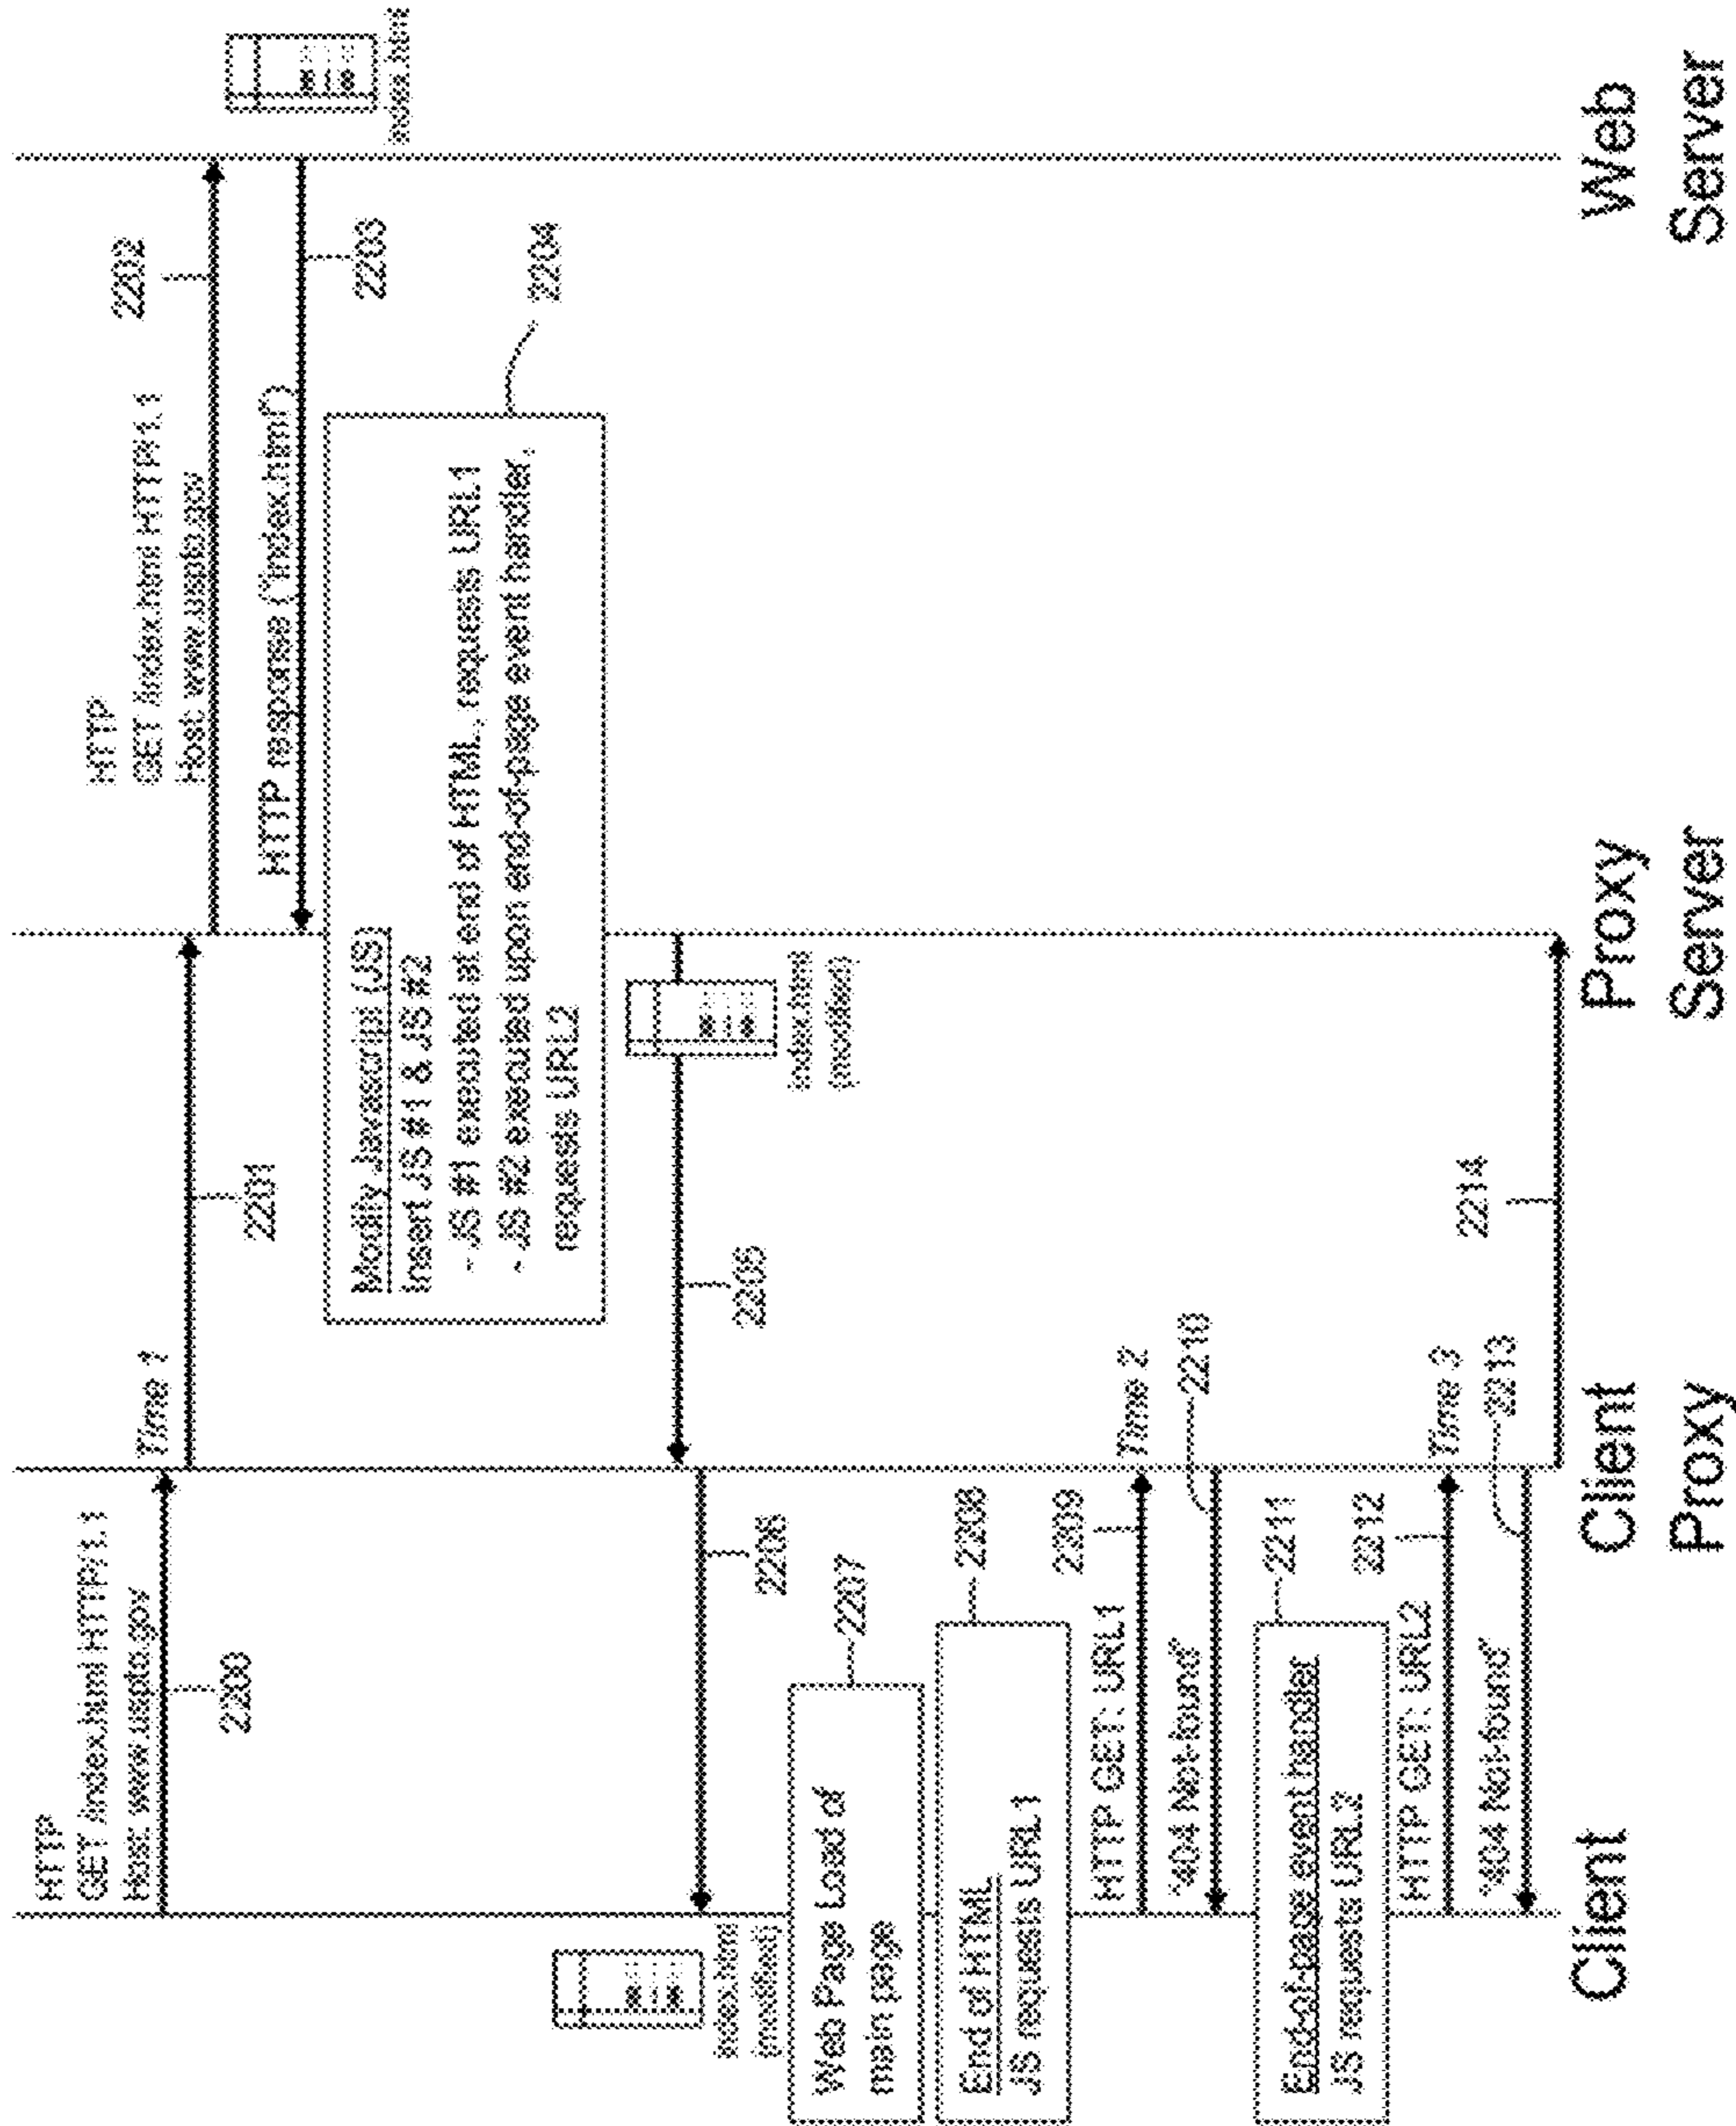 HTTP
GET /index.html HTTP/1.1
Host: www.uspto.gov
2200
Time 1
2201
HTTP
GET /index.html HTTP/1.1
Host: www.uspto.gov
2202
index.html
HTTP response ("index.html")
2203
Modify Javascript (JS)
Insert JS #1 & JS #2
- JS #1 executed at end of HTML, requests URL1
- JS #2 executed upon end-of-page event handler,
requests URL2
2204
index.html
(modified)
2205
2206
index.html
(modified)
Web Page Load of
main page
2207
End of HTML
JS requests URL1
2208
HTTP GET: URL1
2209
Time 2
"404 Not-found"
2210
End-of-page event handler
JS requests URL2
2211
HTTP GET: URL2
2212
Time 3
"404 Not-found"
2213
2214
Client
Client
Proxy
Proxy
Server
Web
Server